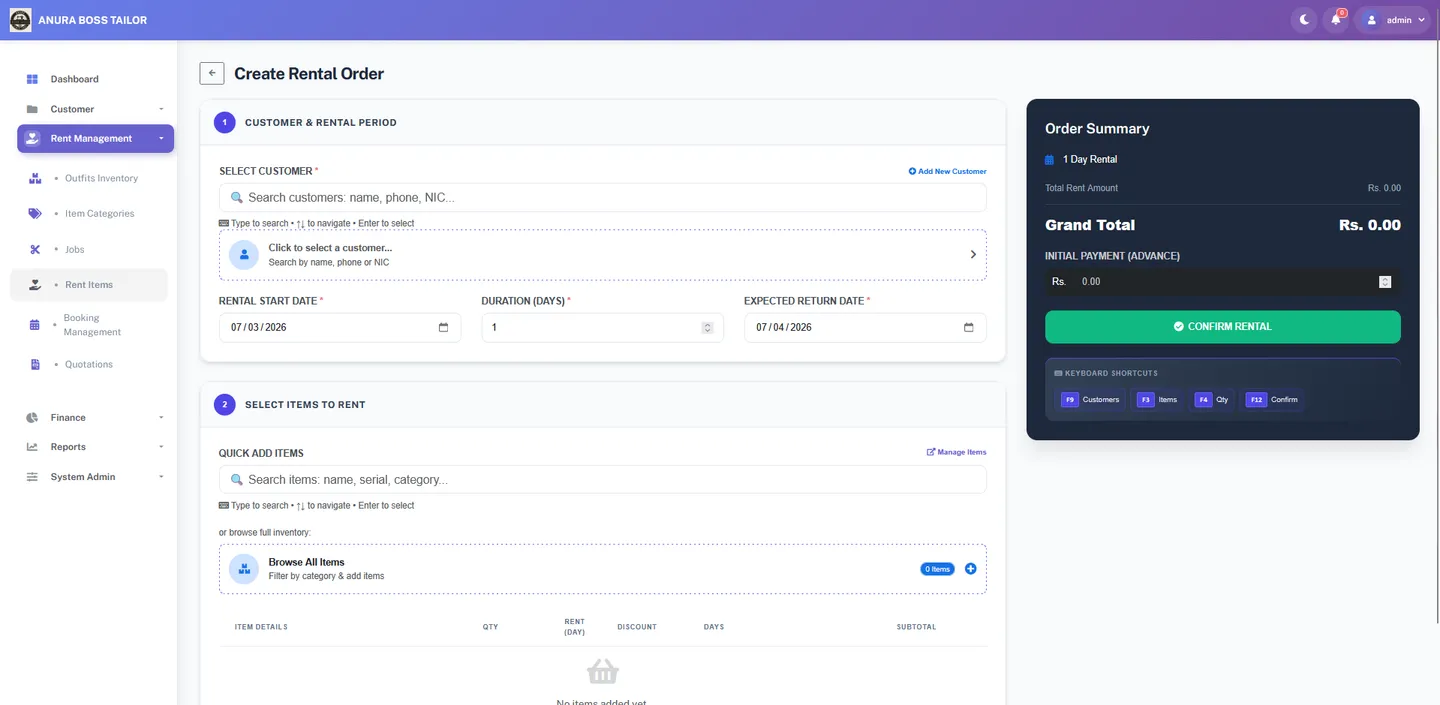 ANURA BOSS TAILOR
8
admin
Dashboard
Customer
Rent Management
• Outfits Inventory
• Item Categories
• Jobs
• Rent Items
• Booking
Management
• Quotations
Finance
Reports
System Admin
Create Rental Order
1 CUSTOMER & RENTAL PERIOD
SELECT CUSTOMER *
Add New Customer
Search customers: name, phone, NIC...
Type to search • ↑↓ to navigate • Enter to select
Click to select a customer...
Search by name, phone or NIC
RENTAL START DATE * DURATION (DAYS) * EXPECTED RETURN DATE *
07/03/2026 1 07/04/2026
2 SELECT ITEMS TO RENT
QUICK ADD ITEMS
Manage Items
Search items: name, serial, category...
Type to search • ↑↓ to navigate • Enter to select
or browse full inventory:
Browse All Items
Filter by category & add items
0 Items
ITEM DETAILS QTY RENT (DAY) DISCOUNT DAYS SUBTOTAL
No items added yet
Order Summary
1 Day Rental
Total Rent Amount Rs. 0.00
Grand Total Rs. 0.00
INITIAL PAYMENT (ADVANCE)
Rs. 0.00
CONFIRM RENTAL
KEYBOARD SHORTCUTS
F9 Customers F3 Items F4 Qty F12 Confirm